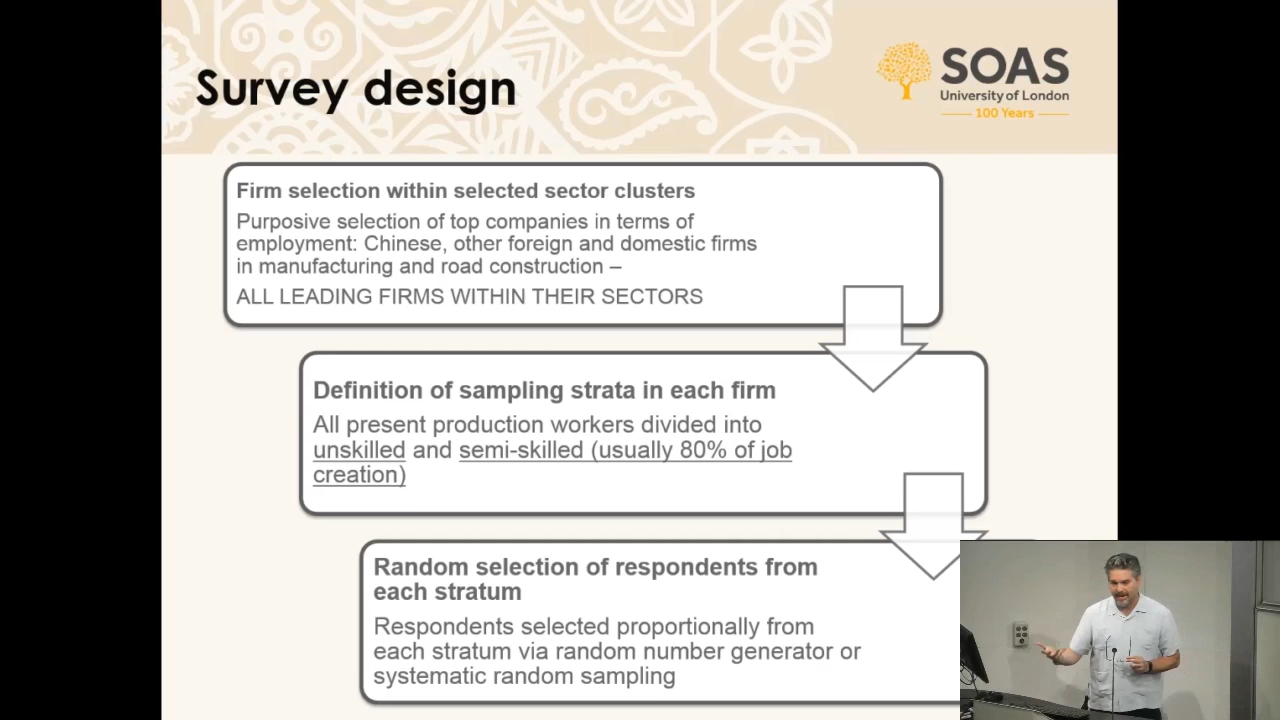 Survey design
SOAS
University of London
100 Years
Firm selection within selected sector clusters
Purposive selection of top companies in terms of
employment: Chinese, other foreign and domestic firms
in manufacturing and road construction –
ALL LEADING FIRMS WITHIN THEIR SECTORS
Definition of sampling strata in each firm
All present production workers divided into
unskilled and semi-skilled (usually 80% of job
creation)
Random selection of respondents from
each stratum
Respondents selected proportionally from
each stratum via random number generator or
systematic random sampling